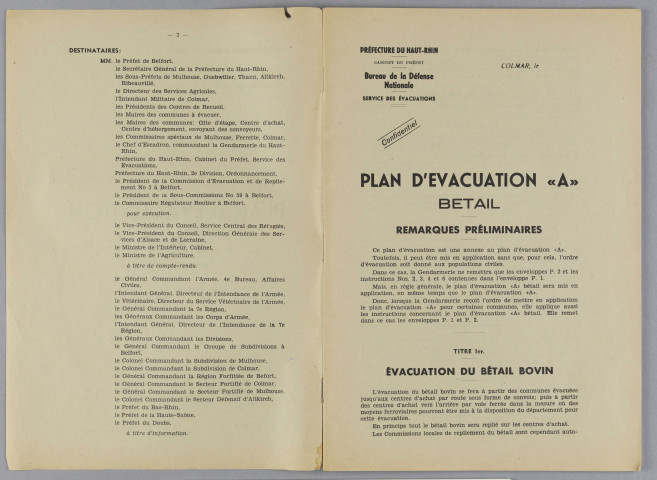 — 2 —
DESTINATAIRES:
MM. le Préfet de Belfort,
le Secrétaire Général de la Préfecture du Haut-Rhin,
les Sous-Préfets de Mulhouse, Guebwiller, Thann, Altkirch,
Ribeauvillé,
le Directeur des Services Agricoles,
l'Intendant Militaire de Colmar,
les Présidents des Centres de Recueil,
les Maires des communes à évacuer,
les Maires des communes: Gîte d'étape, Centre d'achat,
Centre d'hébergement, envoyant des convoyeurs,
les Commissaires spéciaux de Mulhouse, Ferrette, Colmar,
le Chef d'Escadron, commandant la Gendarmerie du Haut-
Rhin,
Préfecture du Haut-Rhin, Cabinet du Préfet, Service des
Evacuations,
Préfecture du Haut-Rhin, 2e Division, Ordonnancement,
le Président de la Commission d'Evacuation et de Replie-
ment No 3 à Belfort,
le Président de la Sous-Commissions No 39 à Belfort,
le Commissaire Régulateur Routier à Belfort.
pour exécution.
le Vice-Président du Conseil, Service Central des Réfugiés,
le Vice-Président du Conseil, Direction Générale des Ser-
vices d'Alsace et de Lorraine,
le Ministre de l'Intérieur, Cabinet,
le Ministre de l'Agriculture,
à titre de compte-rendu.
le Général Commandant l'Armée, 4e Bureau, Affaires
Civiles,
l'Intendant Général, Directeur de l'Intendance de l'Armée,
le Vétérinaire, Directeur du Service Vétérinaire de l'Armée,
le Général Commandant la 7e Région,
les Généraux Commandant les Corps d'Armée,
l'Intendant Général, Directeur de l'Intendance de la 7e
Région,
les Généraux Commandant les Divisions,
le Général Commandant le Groupe de Subdivisions à
Belfort,
le Colonel Commandant la Subdivision de Mulhouse,
le Colonel Commandant la Subdivision de Colmar,
le Général Commandant la Région Fortifiée de Belfort,
le Général Commandant le Secteur Fortifié de Colmar,
le Général Commandant le Secteur Fortifié de Mulhouse,
le Colonel Commandant le Secteur Défensif d'Altkirch,
le Préfet du Bas-Rhin,
le Préfet de la Haute-Saône,
le Préfet du Doubs,
à titre d'information.
PRÉFECTURE DU HAUT-RHIN
CABINET DU PRÉFET
Bureau de la Défense
Nationale
SERVICE DES ÉVACUATIONS
COLMAR, le
Confidentiel
PLAN D'EVACUATION «A»
BETAIL
REMARQUES PRÉLIMINAIRES
Ce plan d'évacuation est une annexe au plan d'évacuation «A».
Toutefois, il peut être mis en application sans que, pour cela, l'ordre
d'évacuation soit donné aux populations civiles.
Dans ce cas, la Gendarmerie ne remettra que les enveloppes P. 2 et les
instructions Nos. 2, 3, 4 et 6 contenues dans l'enveloppe P. 1.
Mais en règle générale, le plan d'évacuation «A» bétail sera mis en
application, en même temps que le plan d'évacuation «A».
Donc, lorsque la Gendarmerie reçoit l'ordre de mettre en application
le plan d'évacuation «A» pour certaines communes, elle applique aussi
les instructions concernant le plan d'évacuation «A» bétail. Elle remet
dans ce cas les enveloppes P. 1 et P. 2.
TITRE 1er.
ÉVACUATION DU BÉTAIL BOVIN
L'évacuation du bétail bovin se fera à partir des communes évacuées
jusqu'aux centres d'achat par route sous forme de convois; puis à partir
des centres d'achat vers l'arrière par voie ferrée dans la mesure où des
moyens ferroviaires pourront être mis à la disposition du département pour
cette évacuation.
En principe tout le bétail bovin sera replié sur les centres d'achat.
Les Commissions locales de repliement du bétail sont cependant auto-